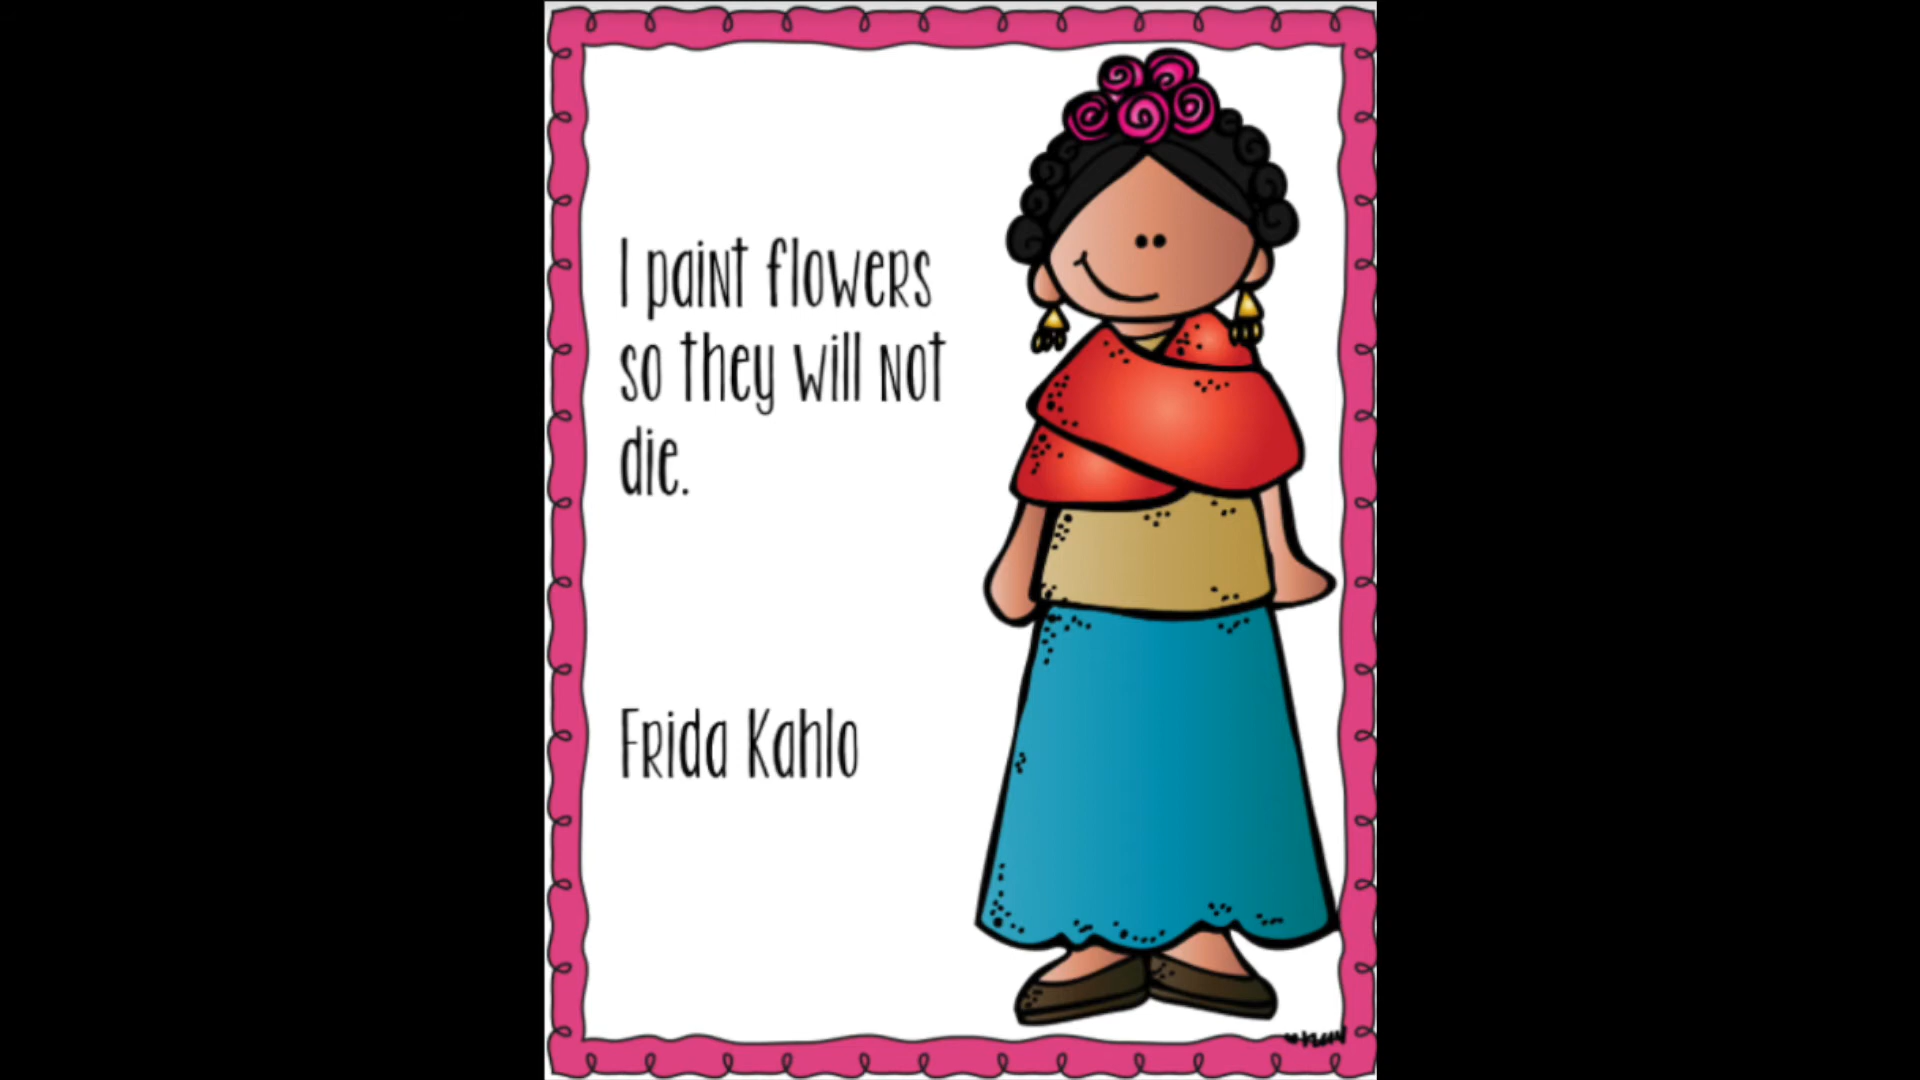 I paint flowers
so they will not
die.
Frida Kahlo